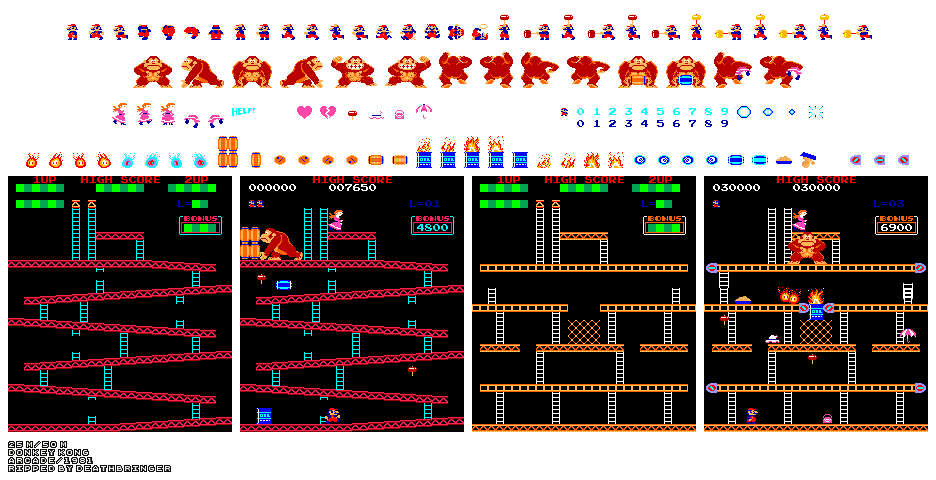 HELP!
0 1 2 3 4 5 6 7 8 9
0 1 2 3 4 5 6 7 8 9
1UP HIGH SCORE 2UP
L=
BONUS
HIGH SCORE
000000 007650
L=01
BONUS
4800
1UP HIGH SCORE 2UP
L=
BONUS
HIGH SCORE
030000 030000
L=03
BONUS
6900
25 M/50 M
DONKEY KONG
ARCADE/1981
RIPPED BY DEATHBRINGER